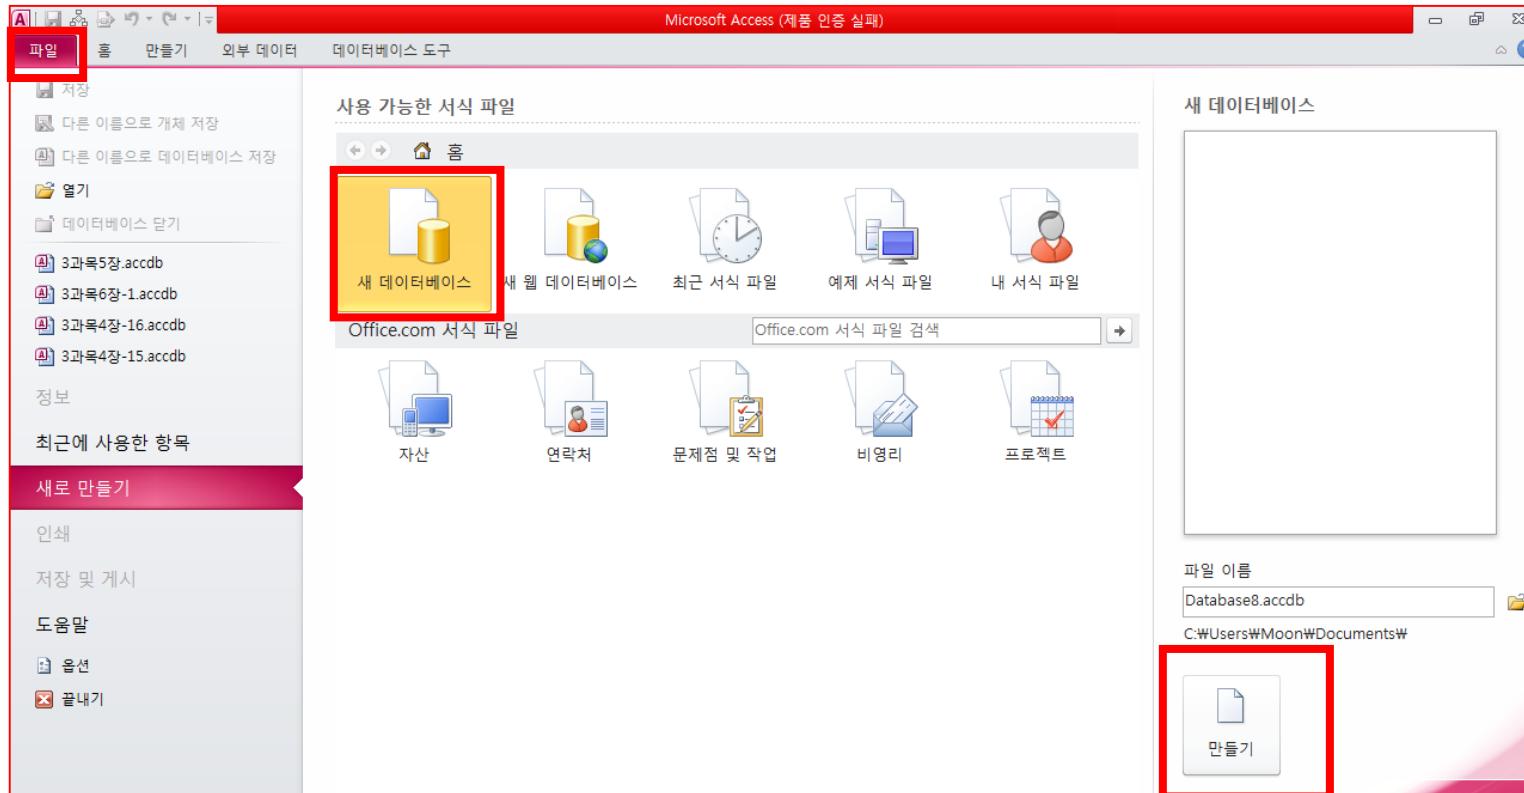 Microsoft Access (제품 인증 실패)
파일 홈 만들기 외부 데이터 데이터베이스 도구
저장
다른 이름으로 개체 저장
다른 이름으로 데이터베이스 저장
열기
데이터베이스 닫기
3과목5장.accdb
3과목6장-1.accdb
3과목4장-16.accdb
3과목4장-15.accdb
정보
최근에 사용한 항목
새로 만들기
인쇄
저장 및 게시
도움말
옵션
끝내기
사용 가능한 서식 파일
홈
새 데이터베이스 새 웹 데이터베이스 최근 서식 파일 예제 서식 파일 내 서식 파일
Office.com 서식 파일 Office.com 서식 파일 검색
자산 연락처 문제점 및 작업 비영리 프로젝트
새 데이터베이스
파일 이름
Database8.accdb
C:₩Users₩Moon₩Documents₩
만들기